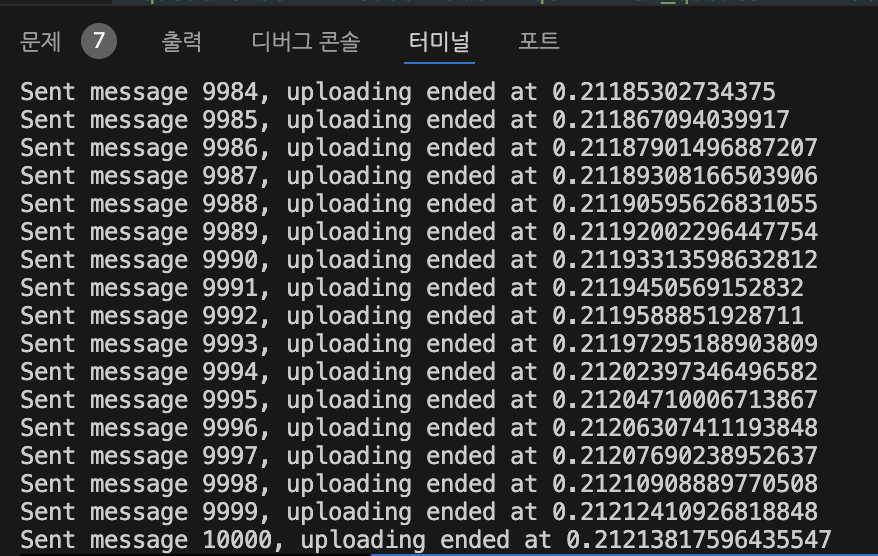 문제 7 출력 디버그 콘솔 터미널 포트
Sent message 9984, uploading ended at 0.21185302734375
Sent message 9985, uploading ended at 0.211867094039917
Sent message 9986, uploading ended at 0.21187901496887207
Sent message 9987, uploading ended at 0.21189308166503906
Sent message 9988, uploading ended at 0.21190595626831055
Sent message 9989, uploading ended at 0.21192002296447754
Sent message 9990, uploading ended at 0.21193313598632812
Sent message 9991, uploading ended at 0.2119450569152832
Sent message 9992, uploading ended at 0.2119588851928711
Sent message 9993, uploading ended at 0.21197295188903809
Sent message 9994, uploading ended at 0.21202397346496582
Sent message 9995, uploading ended at 0.21204710006713867
Sent message 9996, uploading ended at 0.21206307411193848
Sent message 9997, uploading ended at 0.21207690238952637
Sent message 9998, uploading ended at 0.21210908889770508
Sent message 9999, uploading ended at 0.21212410926818848
Sent message 10000, uploading ended at 0.21213817596435547